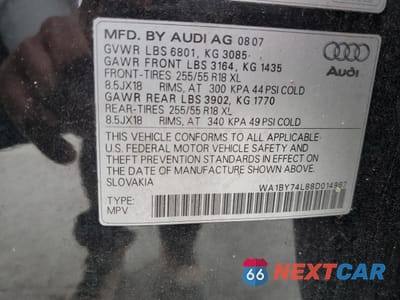 MFD. BY AUDI AG 08 07
GVWR LBS 6801, KG 3085
GAWR FRONT LBS 3164, KG 1435
FRONT-TIRES 255/55 R18 XL
8.5JX18 RIMS, AT 300 KPA 44 PSI COLD
GAWR REAR LBS 3902, KG 1770
REAR-TIRES 255/55 R18 XL
8.5JX18 RIMS, AT 340 KPA 49 PSI COLD
THIS VEHICLE CONFORMS TO ALL APPLICABLE
U.S. FEDERAL MOTOR VEHICLE SAFETY AND
THEFT PREVENTION STANDARDS IN EFFECT ON
THE DATE OF MANUFACTURE SHOWN ABOVE.
SLOVAKIA
TYPE:
MPV
Audi
66 NEXTCAR